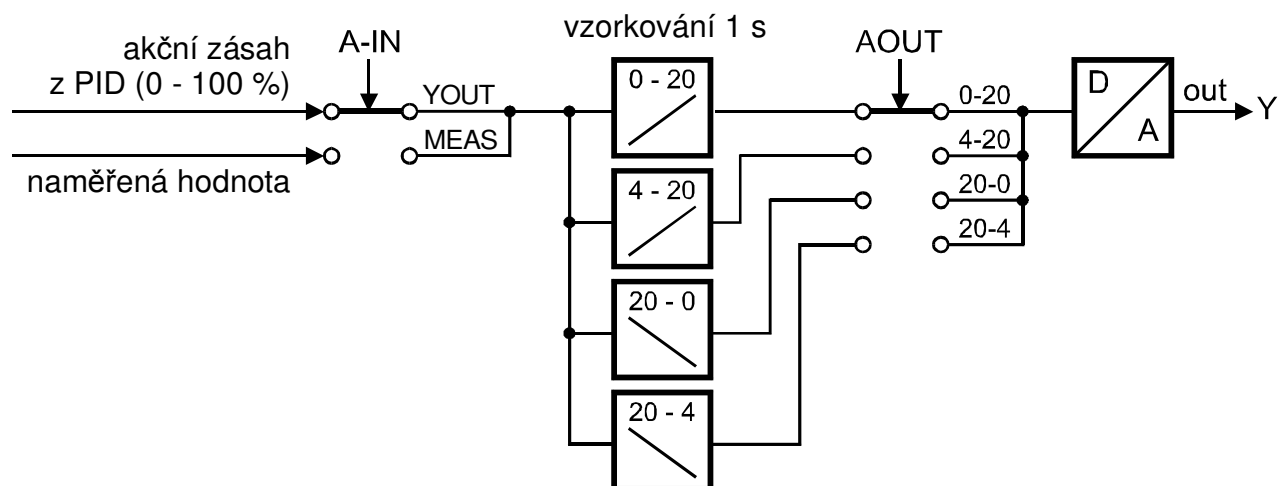 vzorkování 1 s
akční zásah
z PID (0 - 100 %)
A-IN
YOUT
MEAS
naměřená hodnota
0 - 20
4 - 20
20 - 0
20 - 4
AOUT
0-20
4-20
20-0
20-4
D
A
out
Y